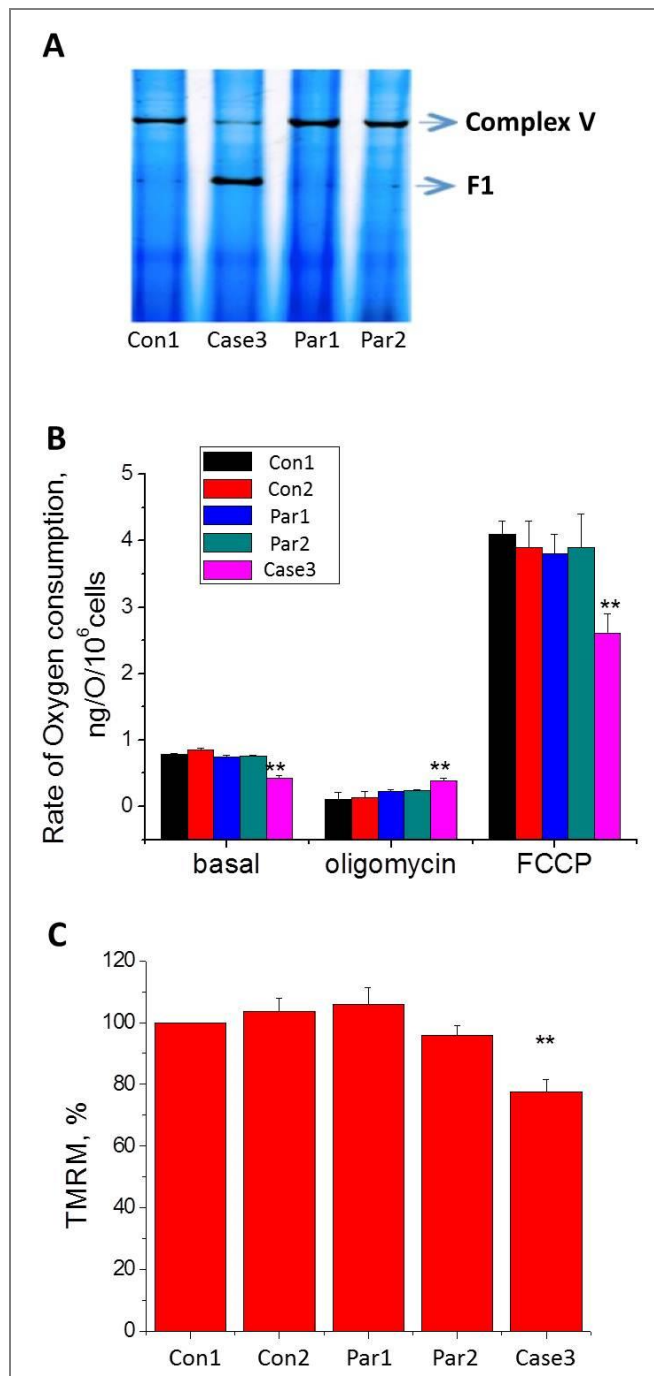 A
Complex V
F1
Con1 Case3 Par1 Par2
B
Rate of Oxygen consumption,
ng/O/10⁶cells
Con1
Con2
Par1
Par2
Case3
5
4
3
2
1
0
**
**
**
basal oligomycin FCCP
C
TMRM, %
120
100
80
60
40
20
0
**
Con1 Con2 Par1 Par2 Case3